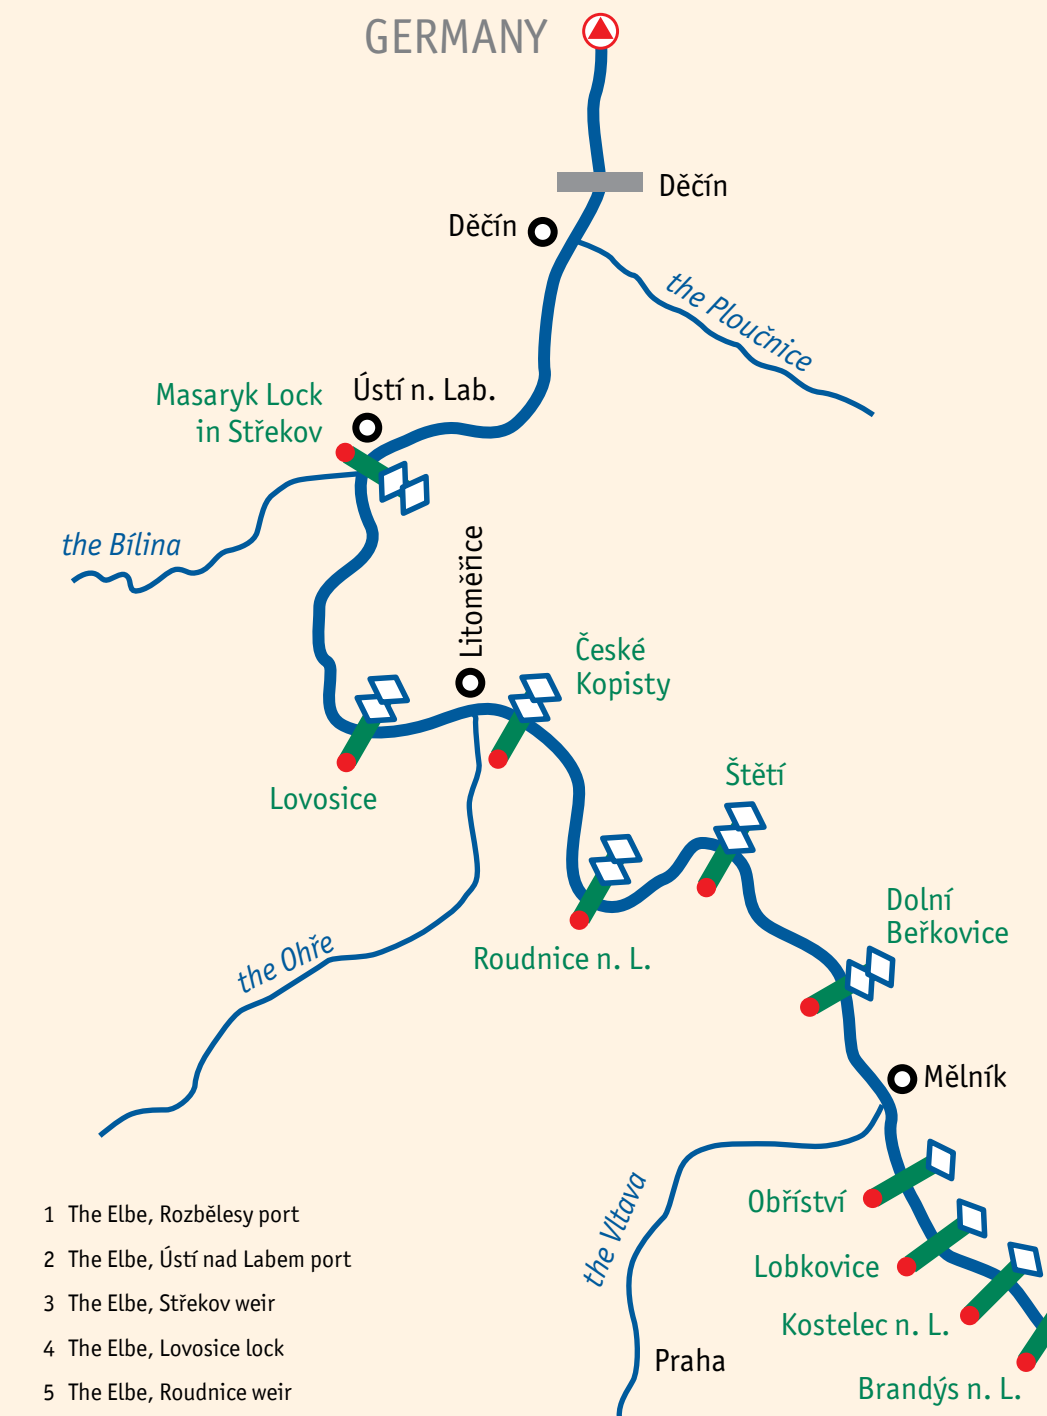 GERMANY
Děčín
Děčín
the Ploučnice
Ústí n. Lab.
Masaryk Lock
in Střekov
the Bílina
Litoměřice
České
Kopisty
Lovosice
Štětí
Dolní
Beřkovice
the Ohře
Roudnice n. L.
Mělník
the Vltava
Obříství
Lobkovice
Kostelec n. L.
Praha
Brandýs n. L.
1 The Elbe, Rozbělesy port
2 The Elbe, Ústí nad Labem port
3 The Elbe, Střekov weir
4 The Elbe, Lovosice lock
5 The Elbe, Roudnice weir